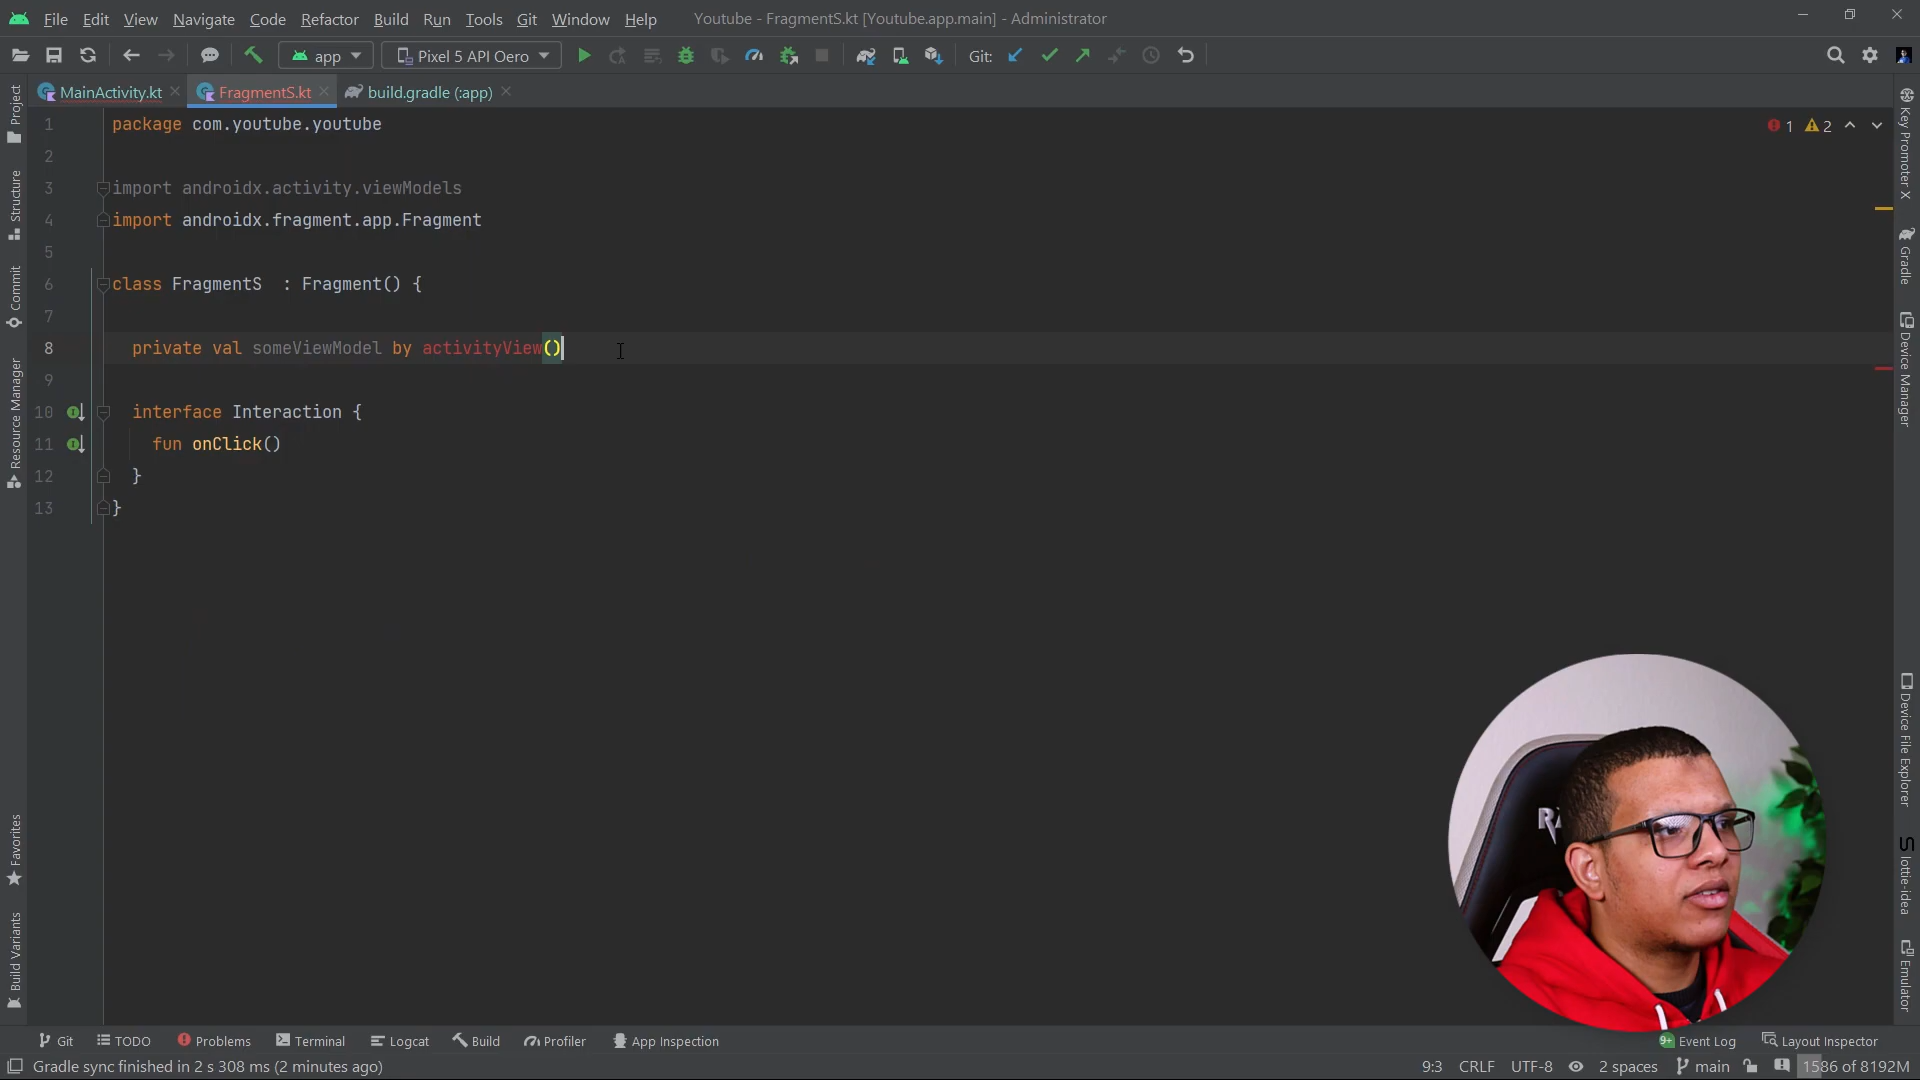 File Edit View Navigate Code Refactor Build Run Tools Git Window Help Youtube - FragmentS.kt [Youtube.app.main] - Administrator
app Pixel 5 API Oero Git:
MainActivity.kt FragmentS.kt build.gradle (:app)
1 package com.youtube.youtube
2
3 import androidx.activity.viewModels
4 import androidx.fragment.app.Fragment
5
6 class FragmentS : Fragment() {
7
8 private val someViewModel by activityView()
9
10 interface Interaction {
11 fun onClick()
12 }
13 }
1 2
Project
Structure
Commit
Resource Manager
Favorites
Build Variants
Key Promoter X
Gradle
Device Manager
Device File Explorer
lottie-idea
Emulator
Git TODO Problems Terminal Logcat Build Profiler App Inspection 9+ Event Log Layout Inspector
Gradle sync finished in 2 s 308 ms (2 minutes ago) 9:3 CRLF UTF-8 2 spaces main 1586 of 8192M